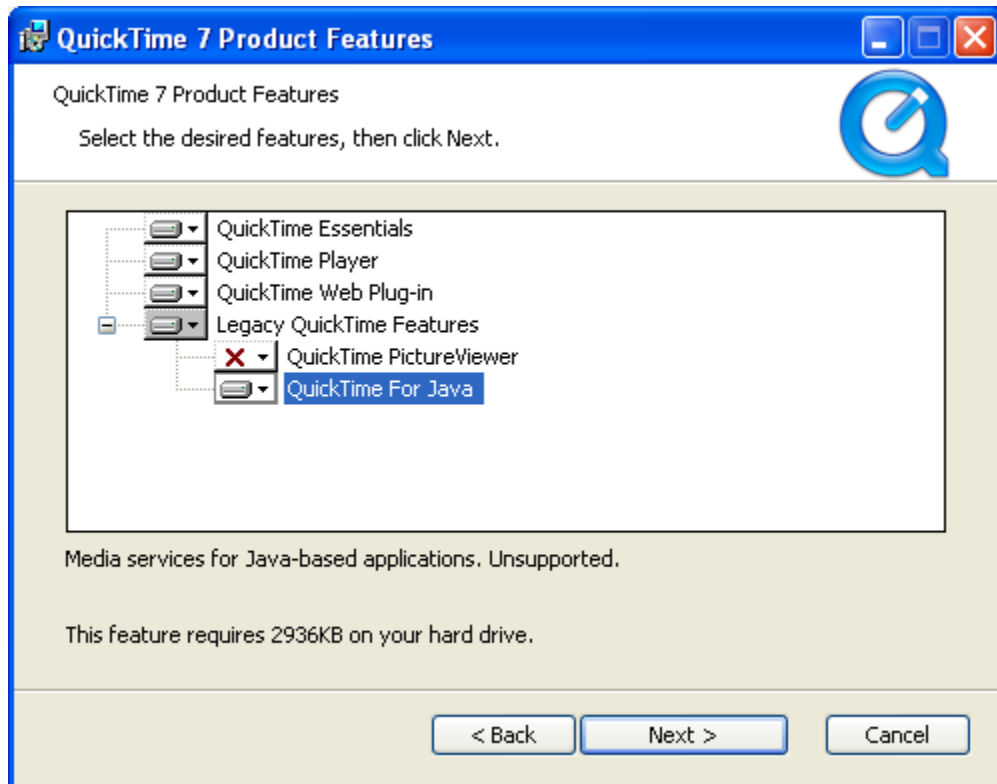 QuickTime 7 Product Features
QuickTime 7 Product Features
Select the desired features, then click Next.
QuickTime Essentials
QuickTime Player
QuickTime Web Plug-in
Legacy QuickTime Features
QuickTime PictureViewer
QuickTime For Java
Media services for Java-based applications. Unsupported.
This feature requires 2936KB on your hard drive.
< Back Next > Cancel